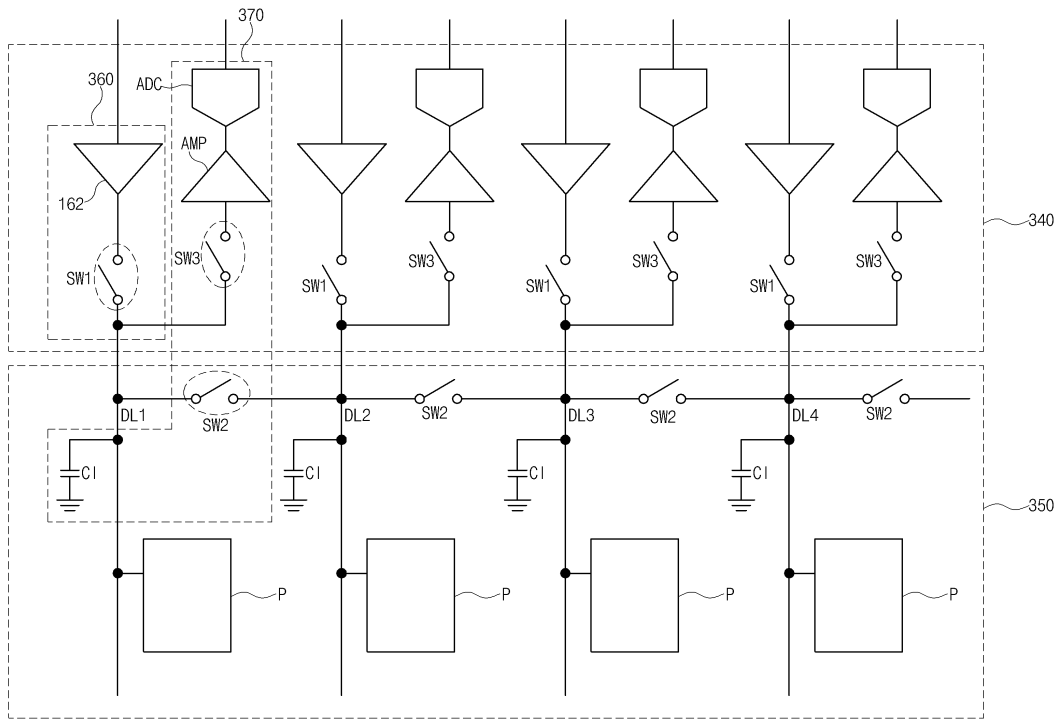 370
360
ADC
AMP
162
340
SW1
SW3
SW1
SW3
SW1
SW3
SW1
SW3
DL1
SW2
DL2
SW2
DL3
SW2
DL4
SW2
CI
CI
CI
CI
350
P
P
P
P